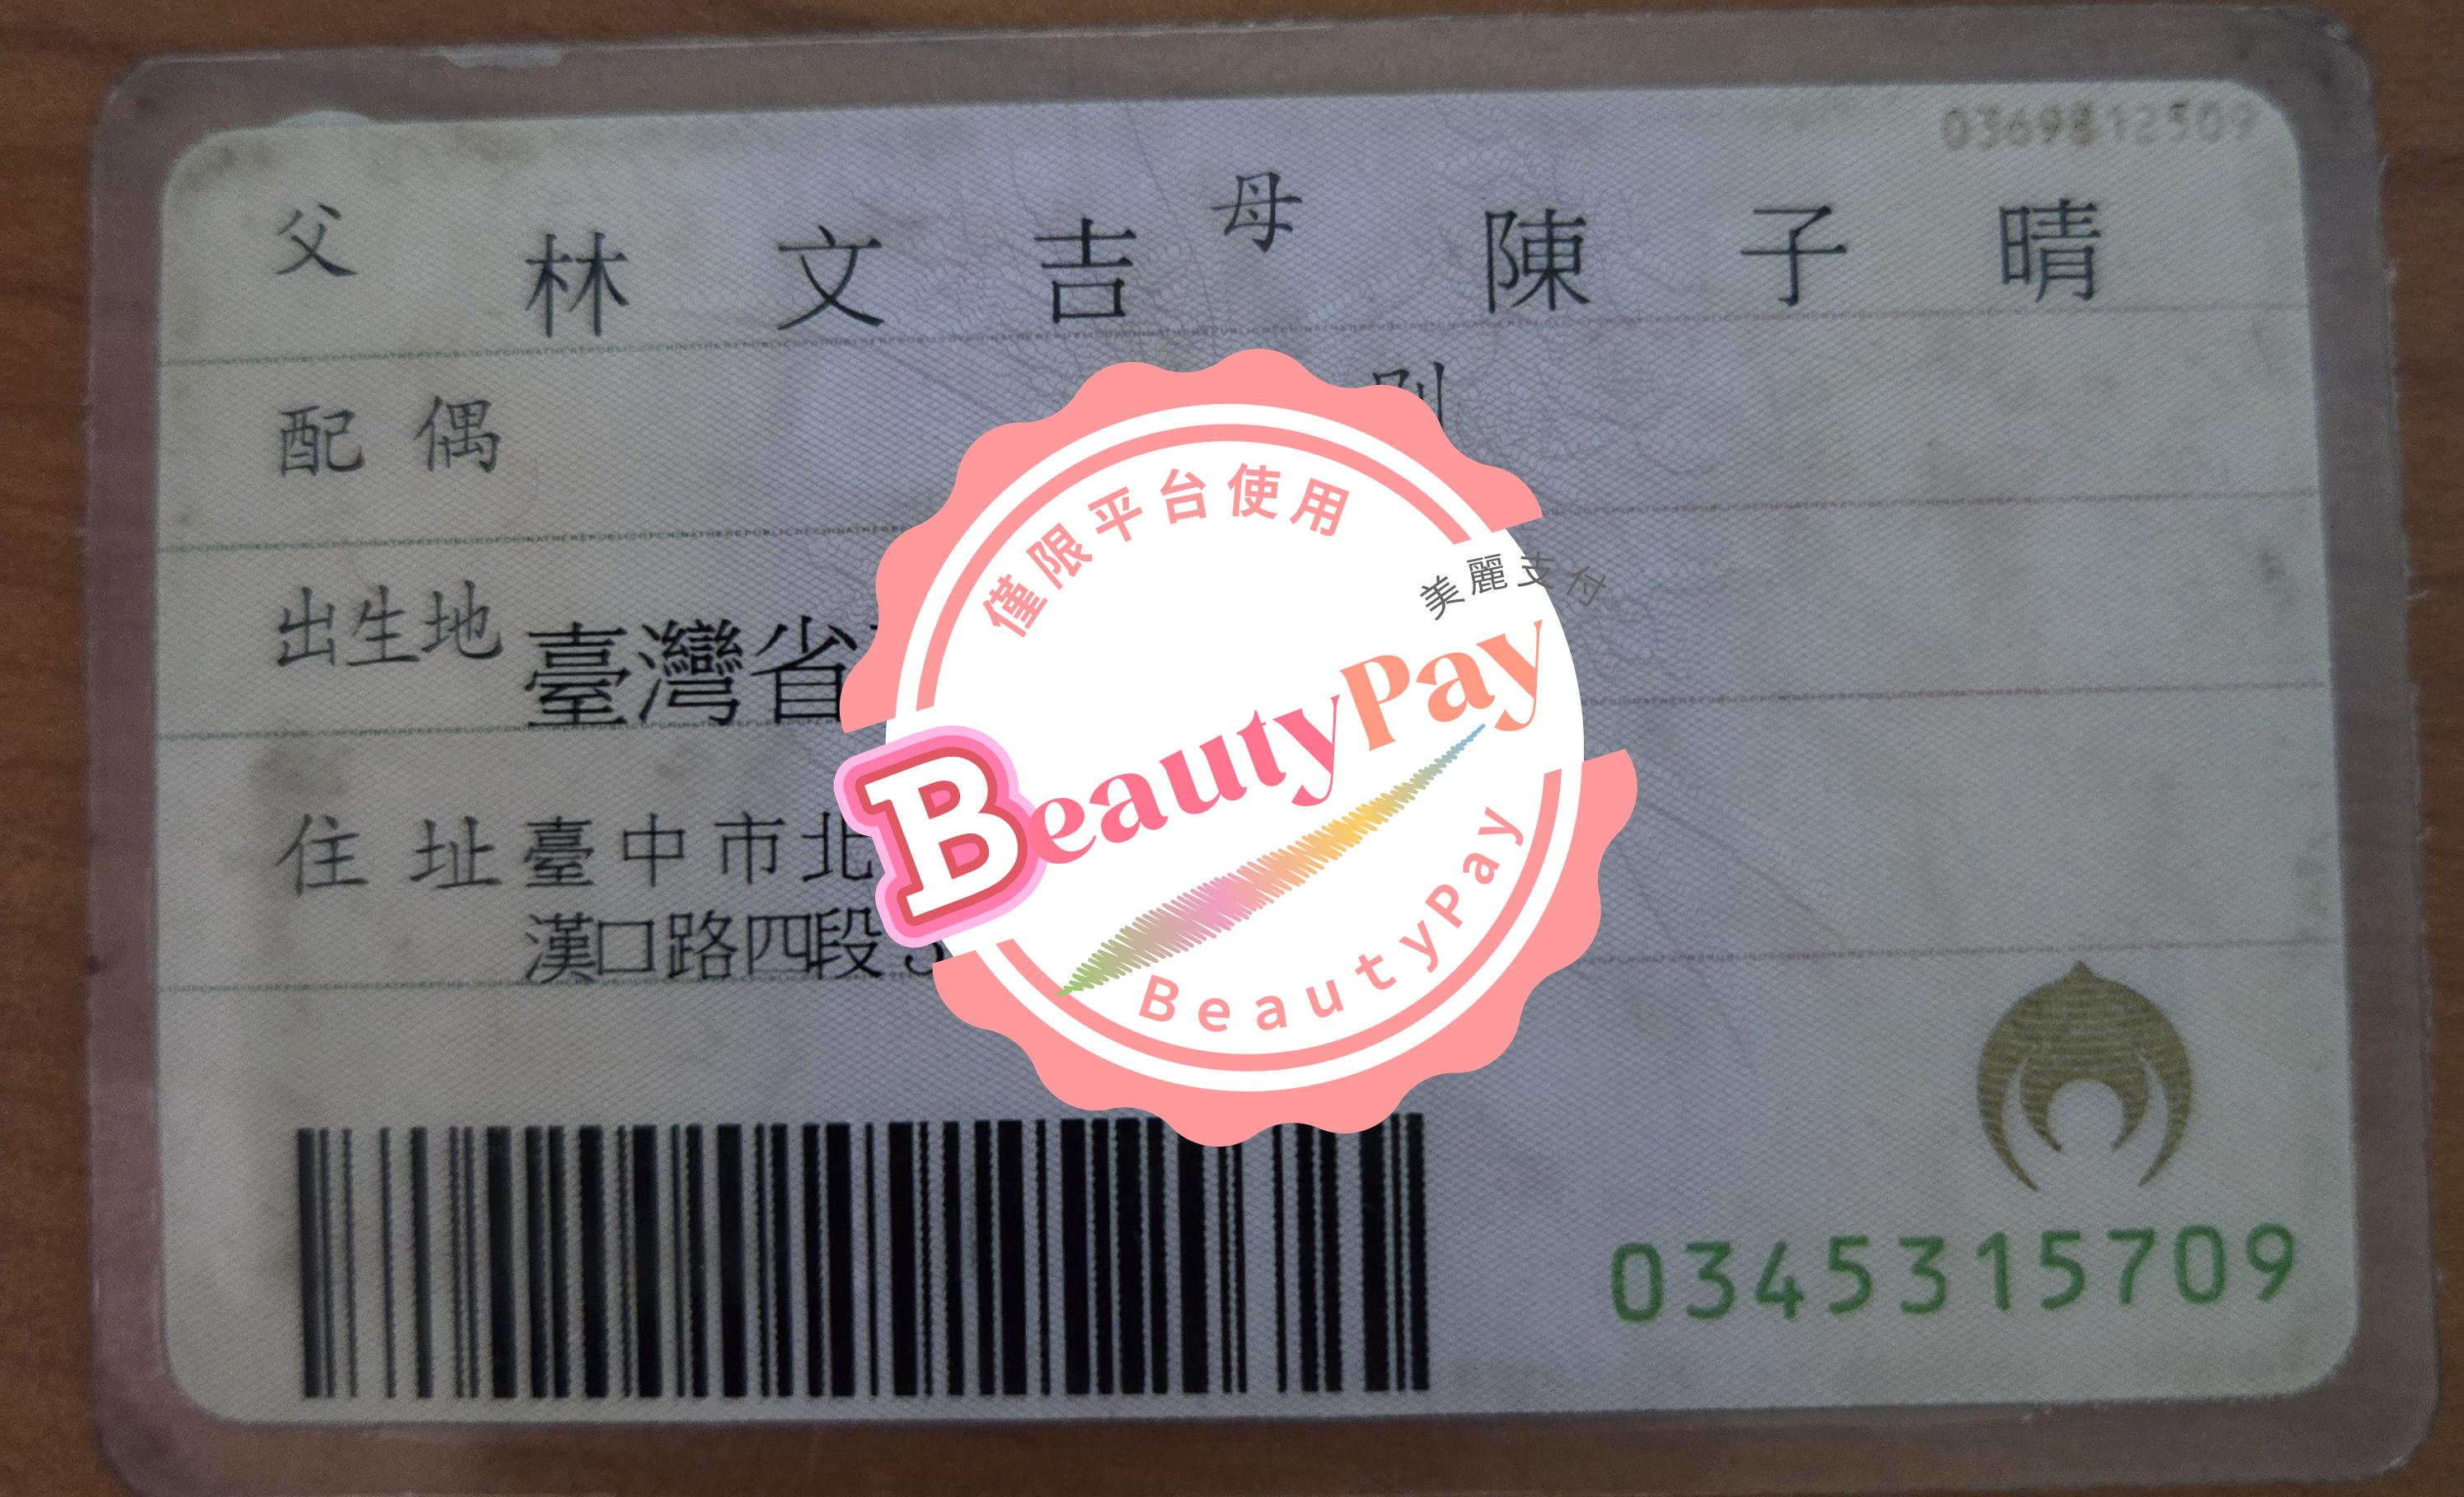 0369812509
父 林文吉 母 陳子晴
配偶 別
出生地 臺灣省
住址 臺中市北
漢口路四段
僅限平台使用
美麗支付
BeautyPay
BeautyPay
0345315709